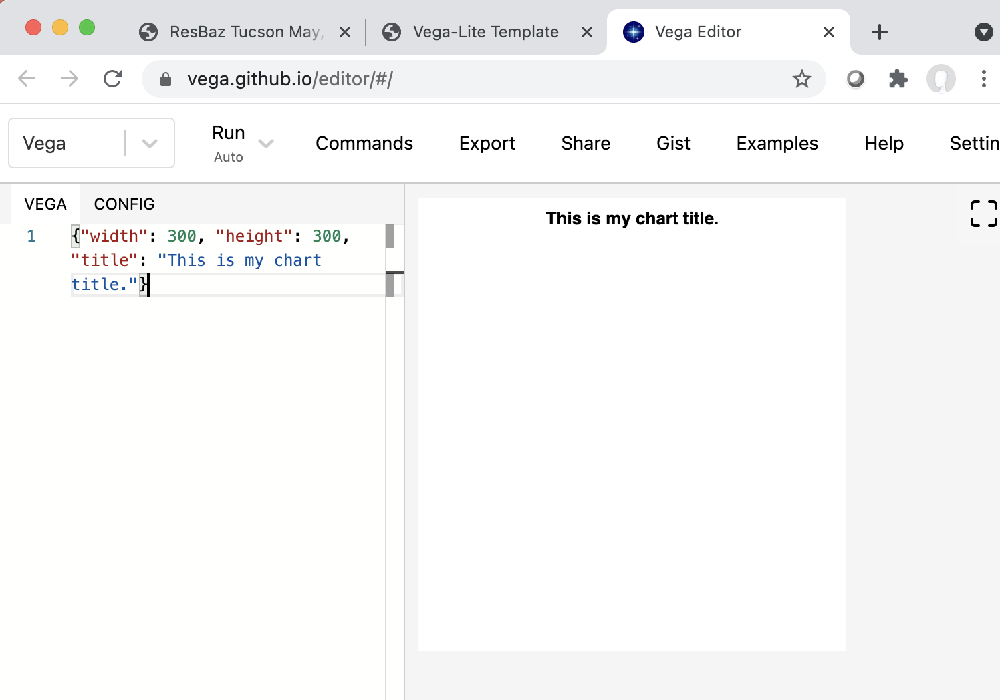 ResBaz Tucson May, Vega-Lite Template Vega Editor
vega.github.io/editor/#/
Vega Run Auto Commands Export Share Gist Examples Help Settin
VEGA CONFIG
1 {"width": 300, "height": 300,
"title": "This is my chart
title."}
This is my chart title.